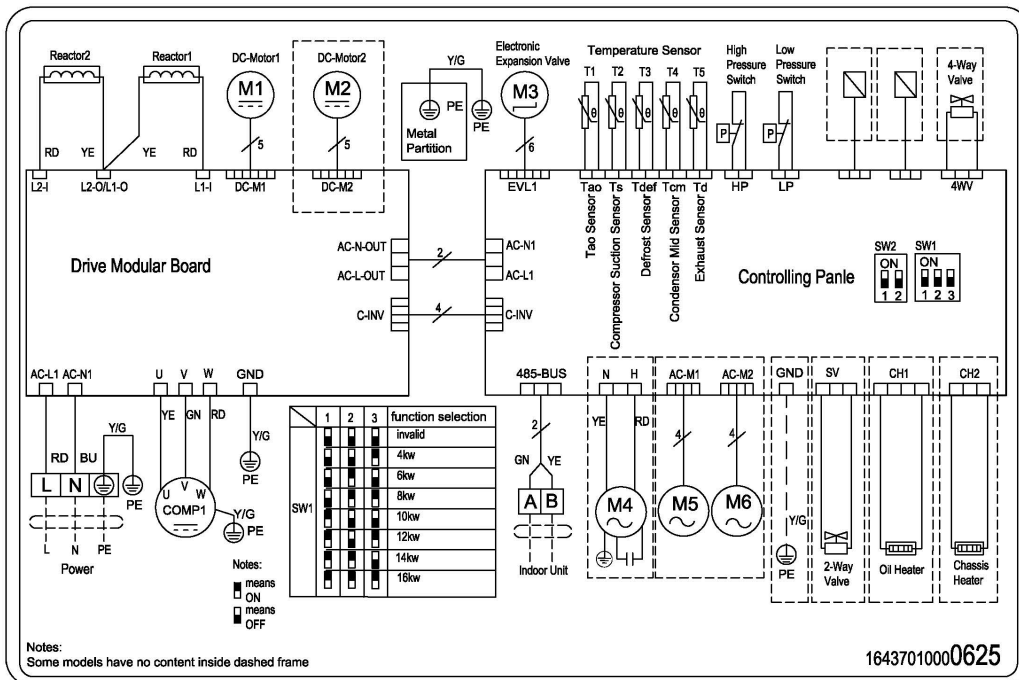 Reactor2
Reactor1
DC-Motor1
DC-Motor2
Electronic
Expansion Valve
Temperature Sensor
High
Pressure
Switch
Low
Pressure
Switch
4-Way
Valve
T1 T2 T3 T4 T5
M1
M2
M3
Y/G
PE
PE
Metal
Partition
θ θ θ θ θ
P
P
RD YE YE RD
5
5
6
L2-I
L2-O/L1-O
L1-I
DC-M1
DC-M2
EVL1
Tao Ts Tdef Tcm Td
HP
LP
4WV
Tao Sensor
Compressor Suction Sensor
Defrost Sensor
Condensor Mid Sensor
Exhaust Sensor
Drive Modular Board
AC-N-OUT
AC-L-OUT
C-INV
2
4
AC-N1
AC-L1
C-INV
Controlling Panle
SW2
ON
1 2
SW1
ON
1 2 3
AC-L1 AC-N1
U V W
GND
485-BUS
N H
AC-M1
AC-M2
GND
SV
CH1
CH2
RD BU
Y/G
L N
PE
L N PE
Power
YE GN RD
U V W
COMP1
Y/G
PE
Y/G
PE
1 2 3 function selection
SW1
invalid
4kw
6kw
8kw
10kw
12kw
14kw
16kw
Notes:
means
ON
means
OFF
2
GN YE
A B
Indoor Unit
YE RD
M4
4
M5
4
M6
Y/G
PE
2-Way
Valve
Oil Heater
Chassis
Heater
Notes:
Some models have no content inside dashed frame
16437010000625